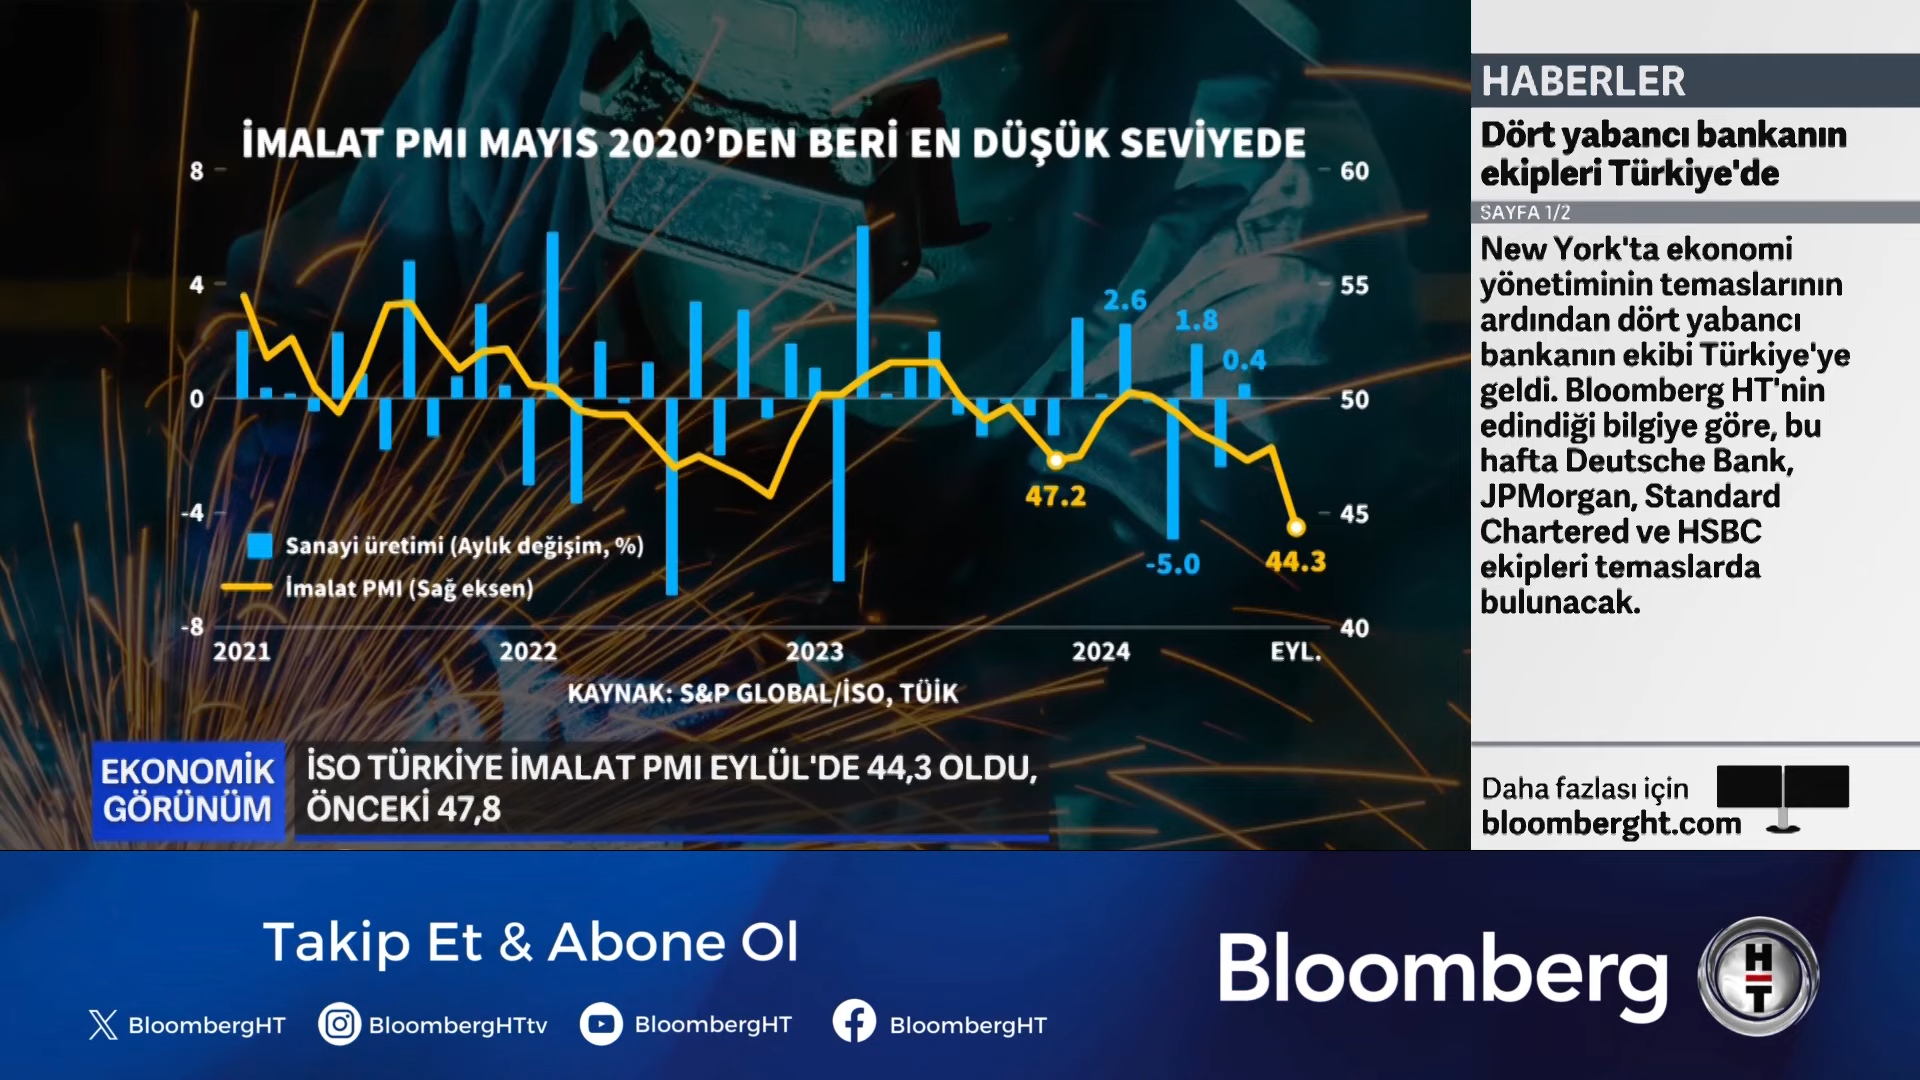 İMALAT PMI MAYIS 2020’DEN BERİ EN DÜŞÜK SEVİYEDE
8
4
0
-4
-8
60
55
50
45
40
2.6
1.8
0.4
47.2
-5.0
44.3
Sanayi üretimi (Aylık değişim, %)
İmalat PMI (Sağ eksen)
2021
2022
2023
2024
EYL.
KAYNAK: S&P GLOBAL/İSO, TÜİK
EKONOMİK
GÖRÜNÜM
İSO TÜRKİYE İMALAT PMI EYLÜL'DE 44,3 OLDU,
ÖNCEKİ 47,8
HABERLER
Dört yabancı bankanın
ekipleri Türkiye'de
SAYFA 1/2
New York'ta ekonomi
yönetiminin temaslarının
ardından dört yabancı
bankanın ekibi Türkiye'ye
geldi. Bloomberg HT'nin
edindiği bilgiye göre, bu
hafta Deutsche Bank,
JPMorgan, Standard
Chartered ve HSBC
ekipleri temaslarda
bulunacak.
Daha fazlası için
bloomberght.com
Takip Et & Abone Ol
BloombergHT
BloombergHTtv
BloombergHT
BloombergHT
Bloomberg
H
T